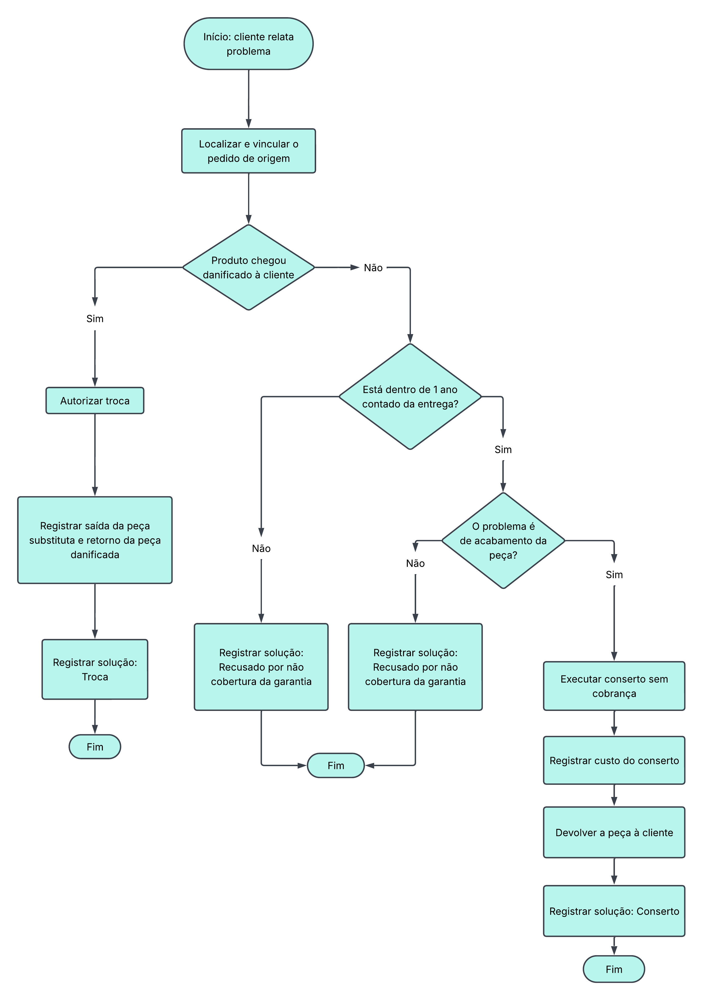 Início: cliente relata
problema
Localizar e vincular o
pedido de origem
Produto chegou
danificado à cliente
Não
Sim
Está dentro de 1 ano
contado da entrega?
Autorizar troca
Sim
O problema é
de acabamento da
peça?
Registrar saída da peça
substituta e retorno da peça
danificada
Não
Não
Sim
Registrar solução:
Troca
Registrar solução:
Recusado por não
cobertura da garantia
Registrar solução:
Recusado por não
cobertura da garantia
Executar conserto sem
cobrança
Fim
Fim
Registrar custo do conserto
Devolver a peça à cliente
Registrar solução: Conserto
Fim